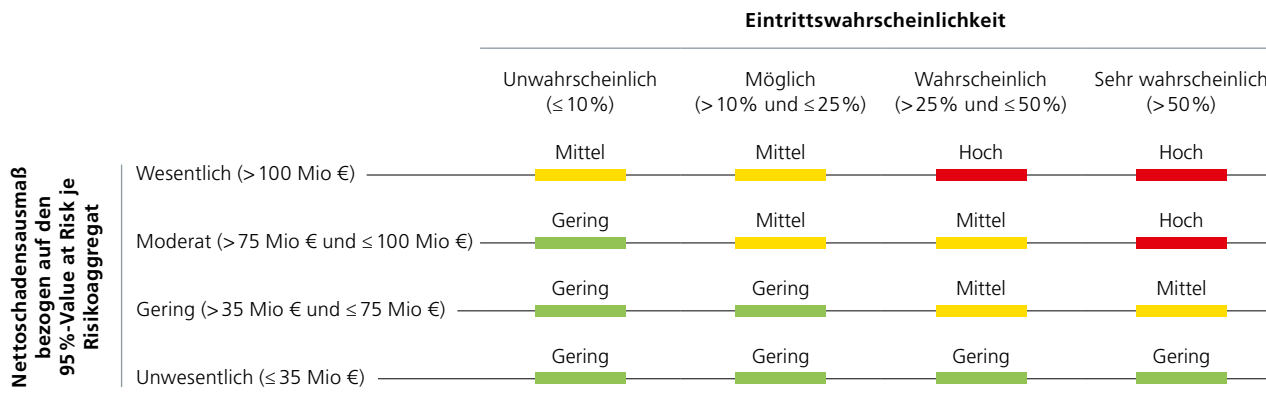 Eintrittswahrscheinlichkeit
Unwahrscheinlich
(≤ 10 %)
Möglich
(> 10 % und ≤ 25 %)
Wahrscheinlich
(> 25 % und ≤ 50 %)
Sehr wahrscheinlich
(> 50 %)
Nettoschadensausmaß
bezogen auf den
95 %-Value at Risk je
Risikoaggregat
Wesentlich (> 100 Mio €)
Mittel
Mittel
Hoch
Hoch
Moderat (> 75 Mio € und ≤ 100 Mio €)
Gering
Mittel
Mittel
Hoch
Gering (> 35 Mio € und ≤ 75 Mio €)
Gering
Gering
Mittel
Mittel
Unwesentlich (≤ 35 Mio €)
Gering
Gering
Gering
Gering